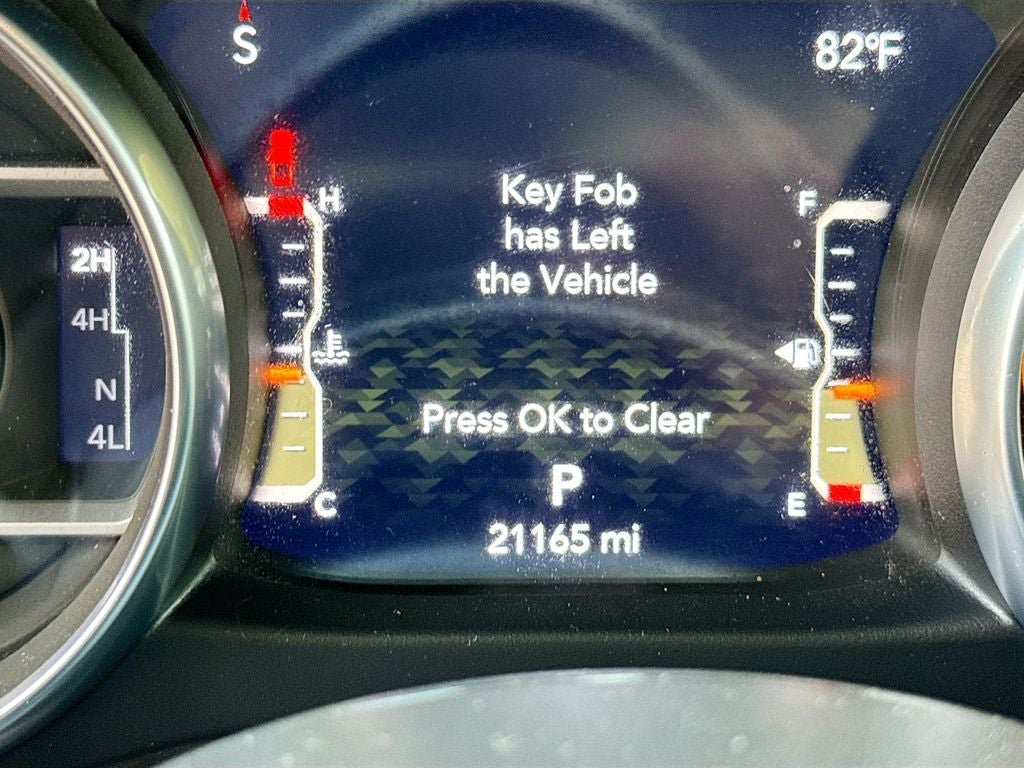 S
82°F
H
F
Key Fob
has Left
the Vehicle
2H
4H
N
4L
Press OK to Clear
P
C
E
21165 mi